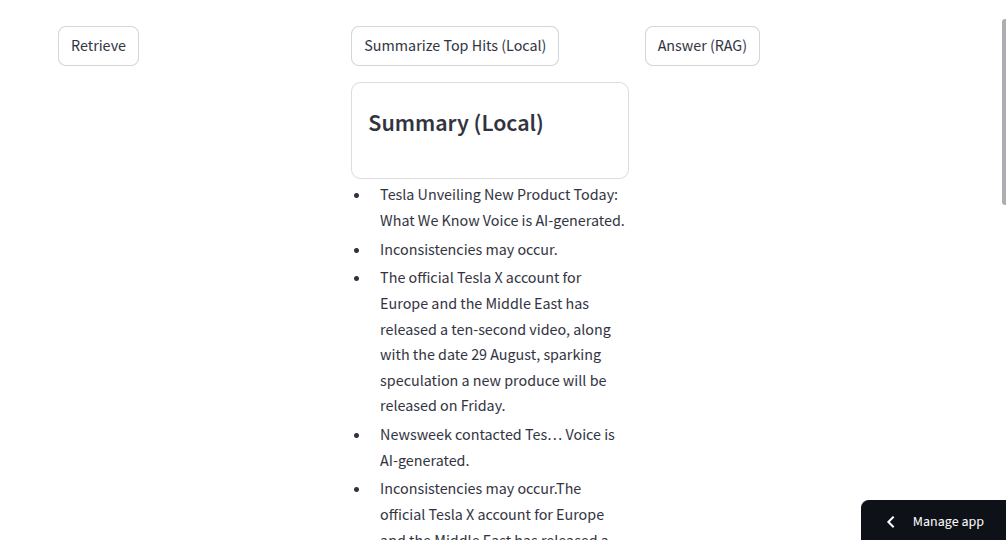 Retrieve
Summarize Top Hits (Local)
Answer (RAG)
Summary (Local)
Tesla Unveiling New Product Today:
What We Know Voice is AI-generated.
Inconsistencies may occur.
The official Tesla X account for
Europe and the Middle East has
released a ten-second video, along
with the date 29 August, sparking
speculation a new produce will be
released on Friday.
Newsweek contacted Tes… Voice is
AI-generated.
Inconsistencies may occur.The
official Tesla X account for Europe
and the Middle East has released a
Manage app